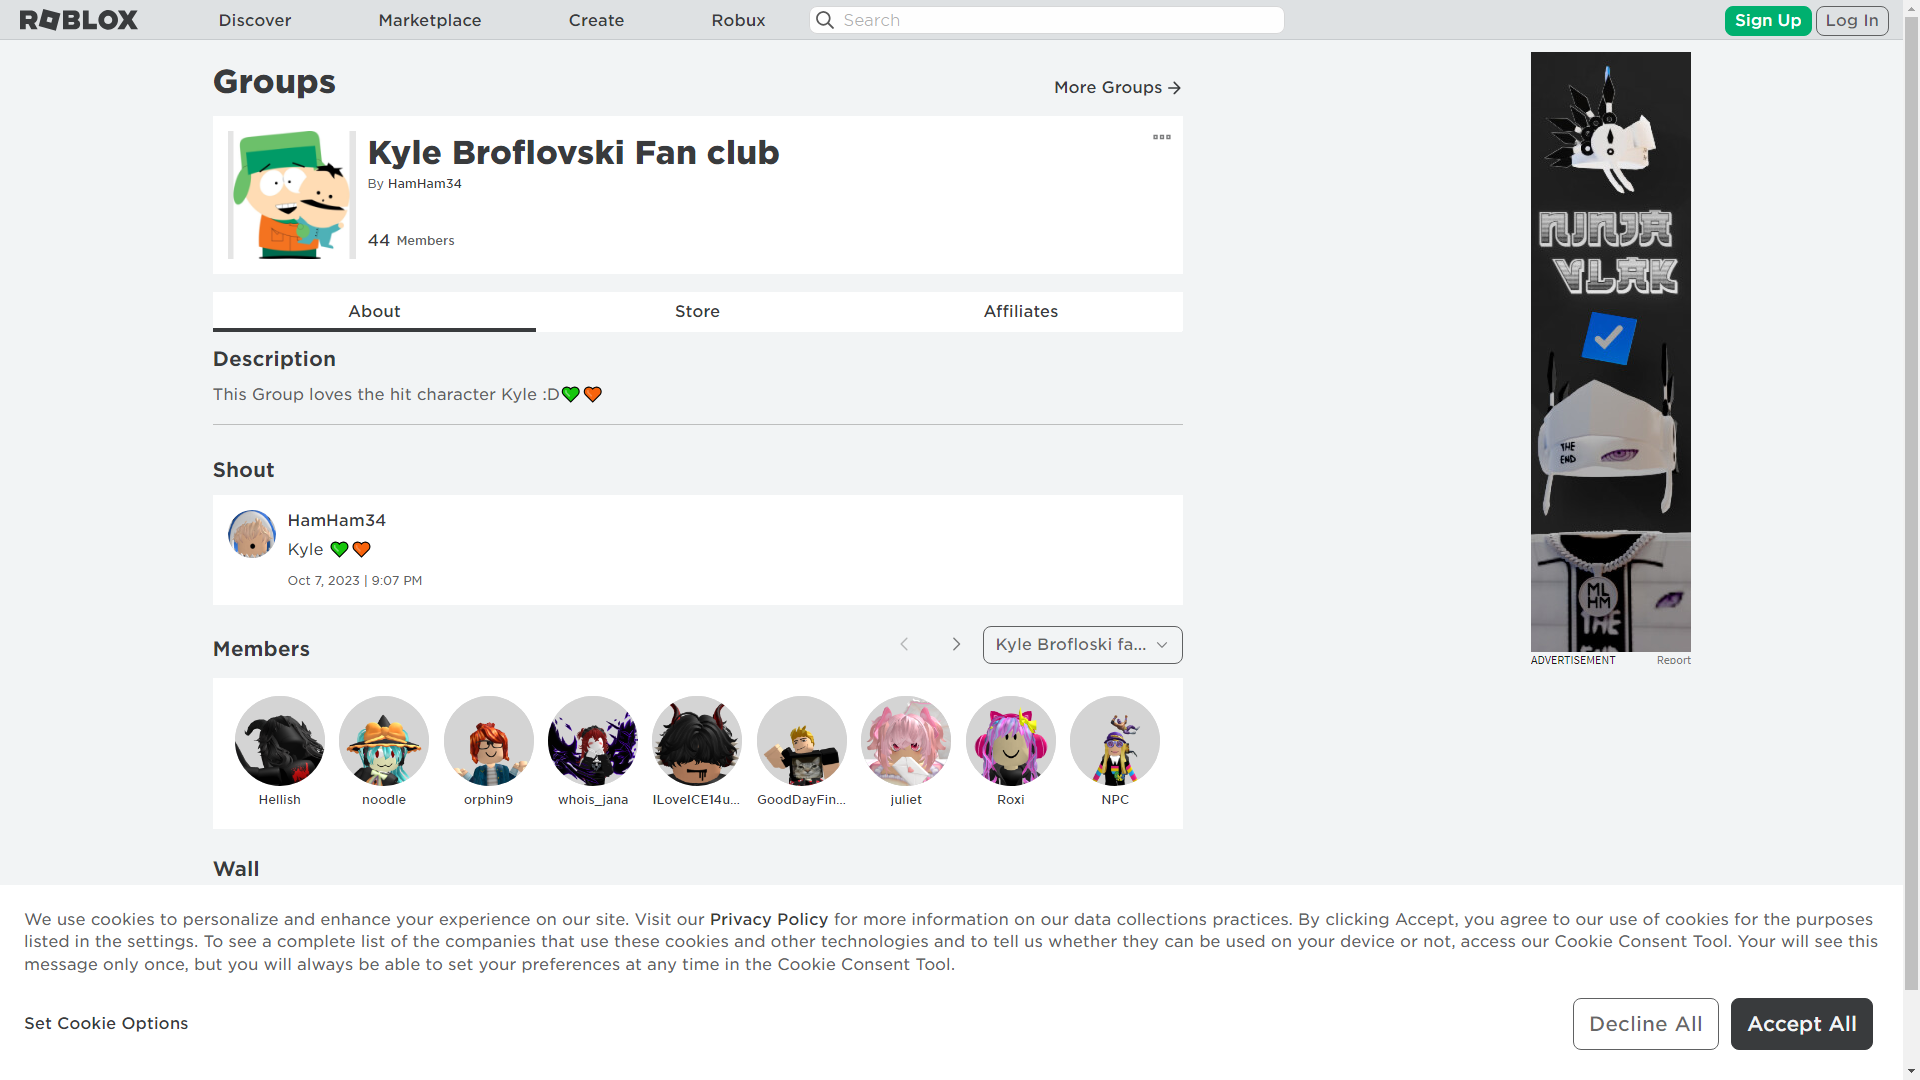 ROBLOX
Discover
Marketplace
Create
Robux
Search
Sign Up
Log In
Groups
More Groups
Kyle Broflovski Fan club
By HamHam34
44 Members
About
Store
Affiliates
Description
This Group loves the hit character Kyle :D💚🧡
Shout
HamHam34
Kyle 💚🧡
Oct 7, 2023 | 9:07 PM
Members
Kyle Brofloski fa...
Hellish
noodle
orphin9
whois_jana
ILoveICE14u...
GoodDayFin...
juliet
Roxi
NPC
Wall
NJNJA
VLAK
THE
END
ML
HM
THE
ADVERTISEMENT
Report
We use cookies to personalize and enhance your experience on our site. Visit our Privacy Policy for more information on our data collections practices. By clicking Accept, you agree to our use of cookies for the purposes
listed in the settings. To see a complete list of the companies that use these cookies and other technologies and to tell us whether they can be used on your device or not, access our Cookie Consent Tool. Your will see this
message only once, but you will always be able to set your preferences at any time in the Cookie Consent Tool.
Set Cookie Options
Decline All
Accept All